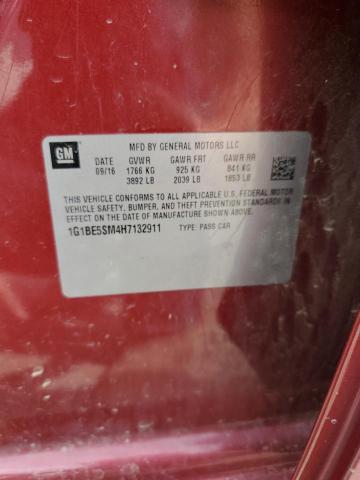 GM
MFD BY GENERAL MOTORS LLC
DATE GVWR GAWR FRT GAWR RR
09/16 1766 KG 925 KG 841 KG
3892 LB 2039 LB 1853 LB
THIS VEHICLE CONFORMS TO ALL APPLICABLE U.S. FEDERAL MOTOR
VEHICLE SAFETY, BUMPER, AND THEFT PREVENTION STANDARDS IN
EFFECT ON THE DATE OF MANUFACTURE SHOWN ABOVE.
1G1BE5SM4H7132911 TYPE: PASS CAR